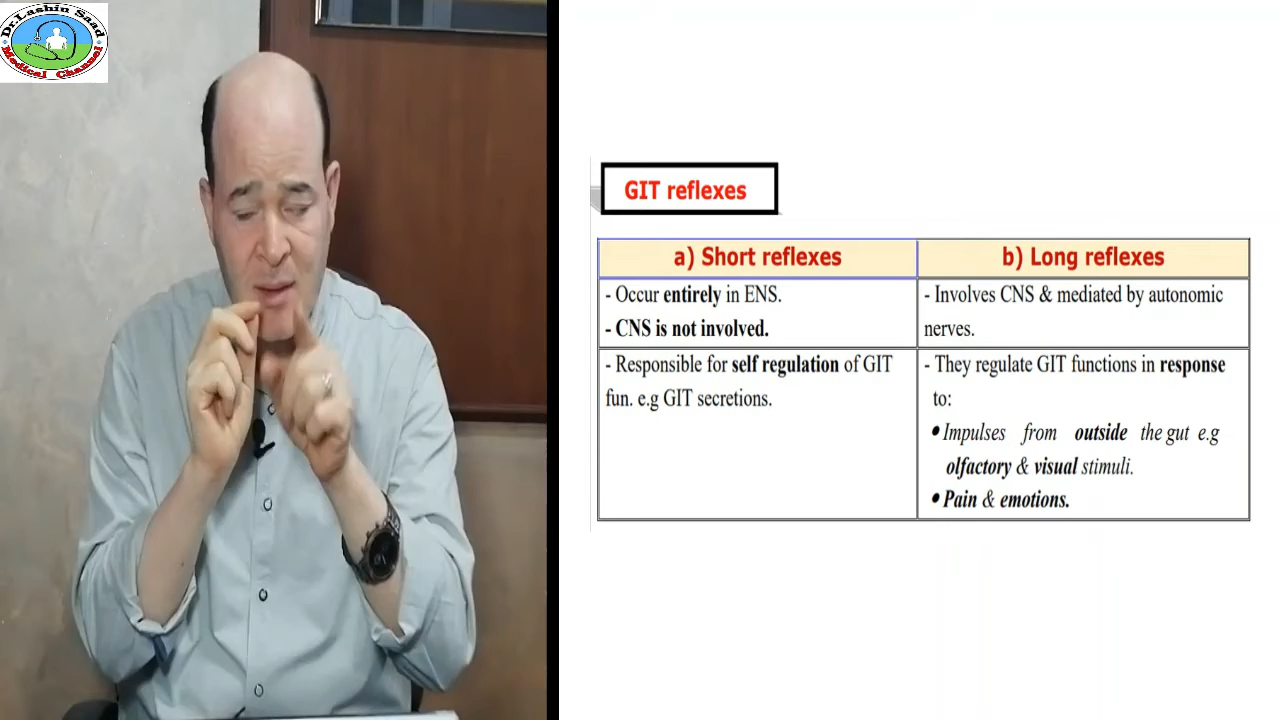 Dr.Lashin Saad
Medical Channel
GIT reflexes
a) Short reflexes
- Occur entirely in ENS.
- CNS is not involved.
- Responsible for self regulation of GIT
fun. e.g GIT secretions.
b) Long reflexes
- Involves CNS & mediated by autonomic
nerves.
- They regulate GIT functions in response
to:
•Impulses from outside the gut e.g
olfactory & visual stimuli.
•Pain & emotions.